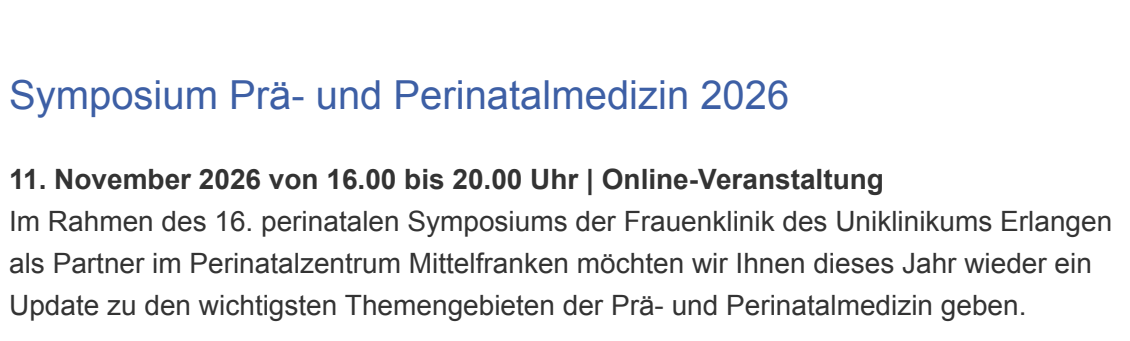 Symposium Prä- und Perinatalmedizin 2026
11. November 2026 von 16.00 bis 20.00 Uhr | Online-Veranstaltung
Im Rahmen des 16. perinatalen Symposiums der Frauenklinik des Uniklinikums Erlangen
als Partner im Perinatalzentrum Mittelfranken möchten wir Ihnen dieses Jahr wieder ein
Update zu den wichtigsten Themengebieten der Prä- und Perinatalmedizin geben.